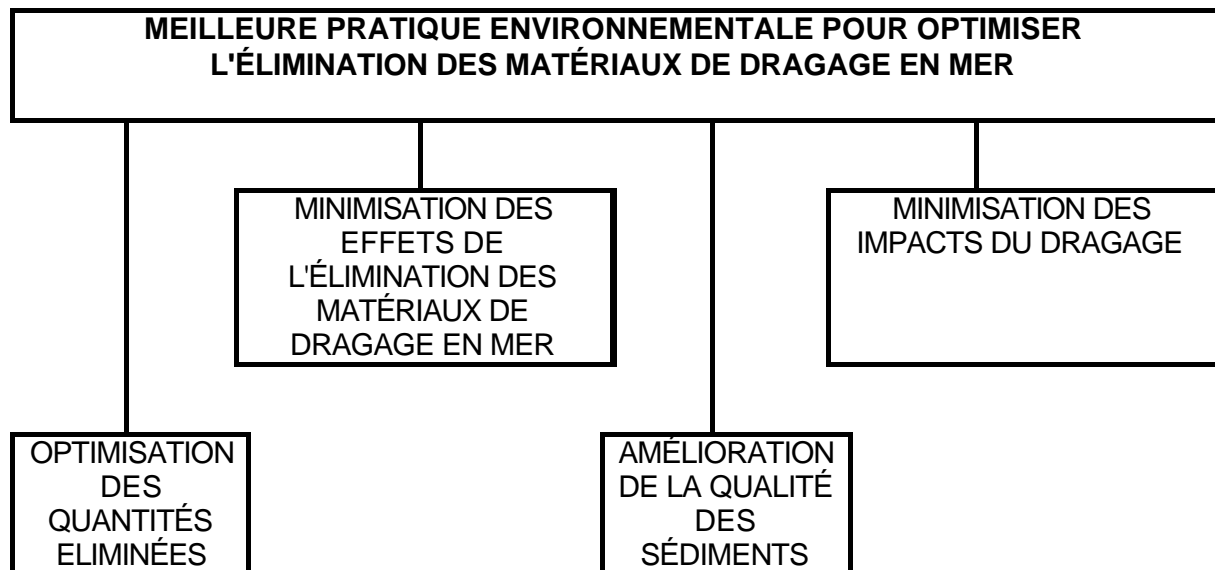 MEILLEURE PRATIQUE ENVIRONNEMENTALE POUR OPTIMISER
L'ÉLIMINATION DES MATÉRIAUX DE DRAGAGE EN MER
MINIMISATION DES
EFFETS DE
L'ÉLIMINATION DES
MATÉRIAUX DE
DRAGAGE EN MER
MINIMISATION DES
IMPACTS DU DRAGAGE
OPTIMISATION
DES
QUANTITÉS
ELIMINÉES
AMÉLIORATION
DE LA QUALITÉ
DES
SÉDIMENTS